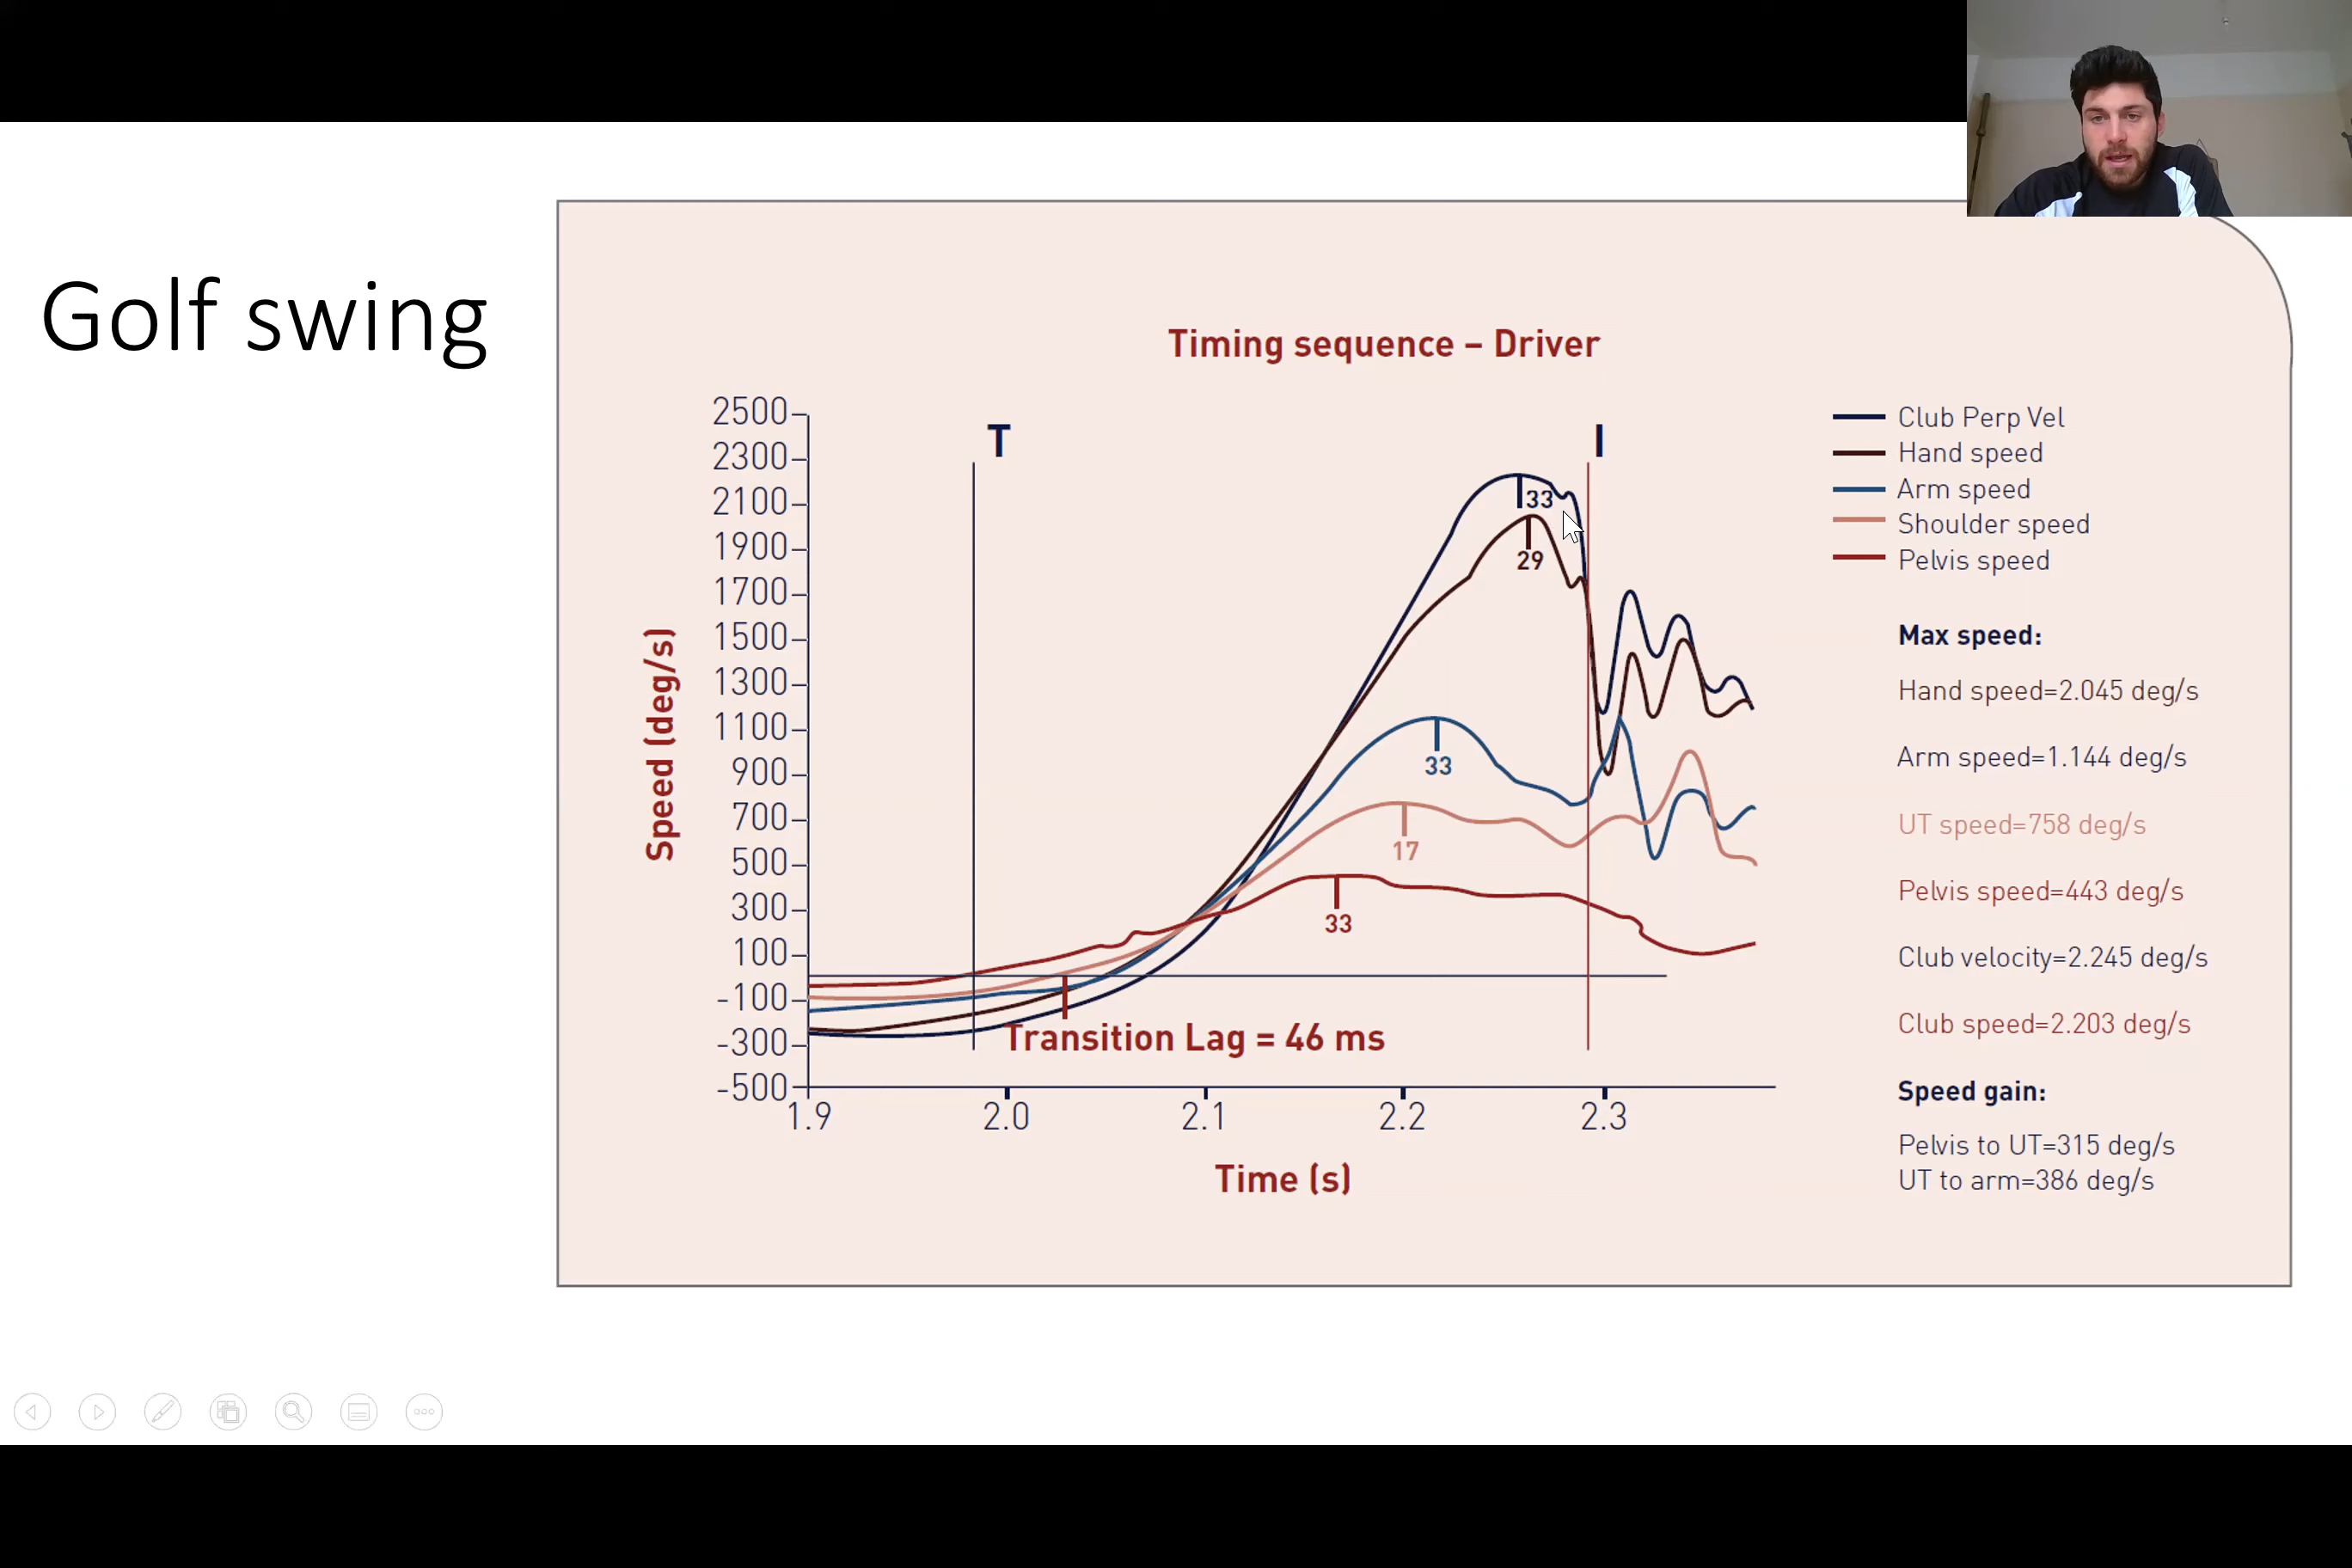 Golf swing
Timing sequence – Driver
2500
2300
2100
1900
1700
1500
1300
1100
900
700
500
300
100
-100
-300
-500
Speed (deg/s)
T
I
33
29
33
17
33
Transition Lag = 46 ms
1.9
2.0
2.1
2.2
2.3
Time (s)
Club Perp Vel
Hand speed
Arm speed
Shoulder speed
Pelvis speed
Max speed:
Hand speed=2.045 deg/s
Arm speed=1.144 deg/s
UT speed=758 deg/s
Pelvis speed=443 deg/s
Club velocity=2.245 deg/s
Club speed=2.203 deg/s
Speed gain:
Pelvis to UT=315 deg/s
UT to arm=386 deg/s